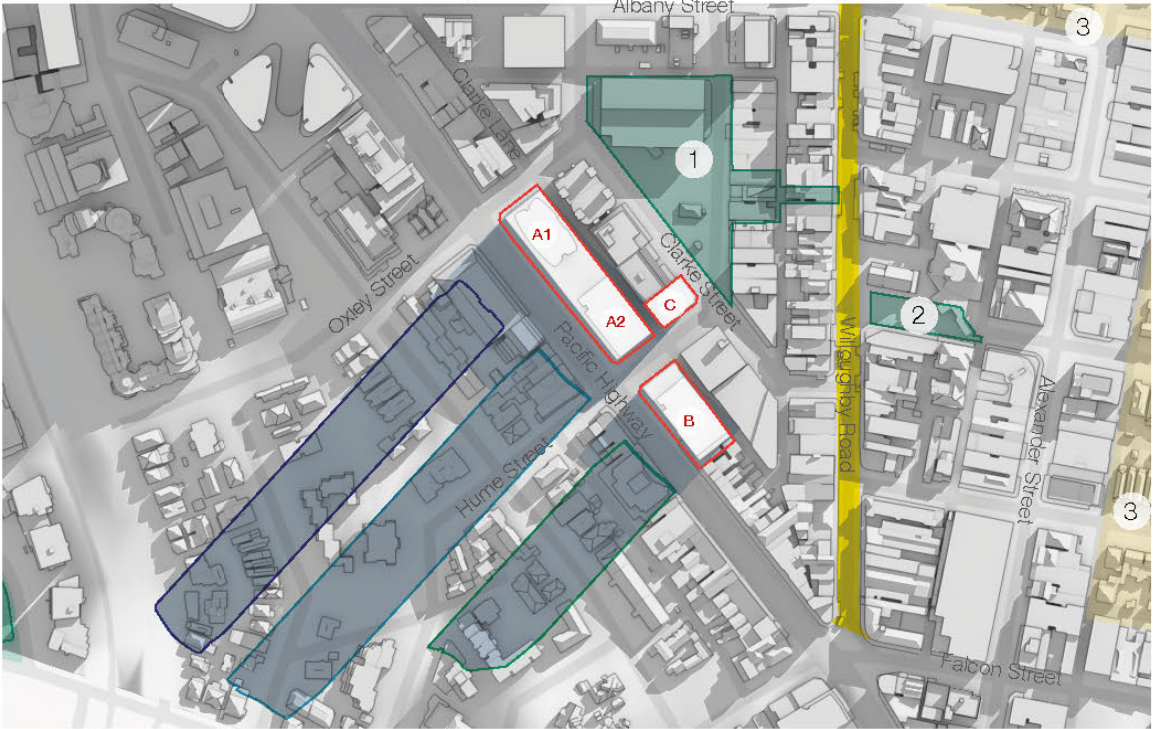 Albany Street
3
Clarke Lane
1
A1
Oxley Street
Clarke Street
C
A2
2
Pacific Highway
Willoughby Road
B
Alexander Street
Hume Street
3
Falcon Street